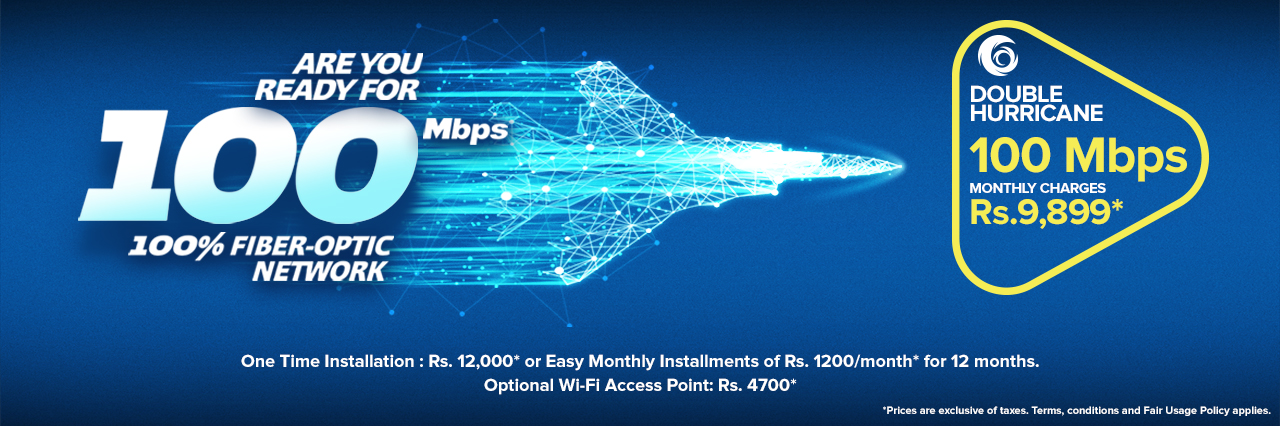 ARE YOU
READY FOR
100 Mbps
100% FIBER-OPTIC
NETWORK
DOUBLE
HURRICANE
100 Mbps
MONTHLY CHARGES
Rs.9,899*
One Time Installation : Rs. 12,000* or Easy Monthly Installments of Rs. 1200/month* for 12 months.
Optional Wi-Fi Access Point: Rs. 4700*
*Prices are exclusive of taxes. Terms, conditions and Fair Usage Policy applies.